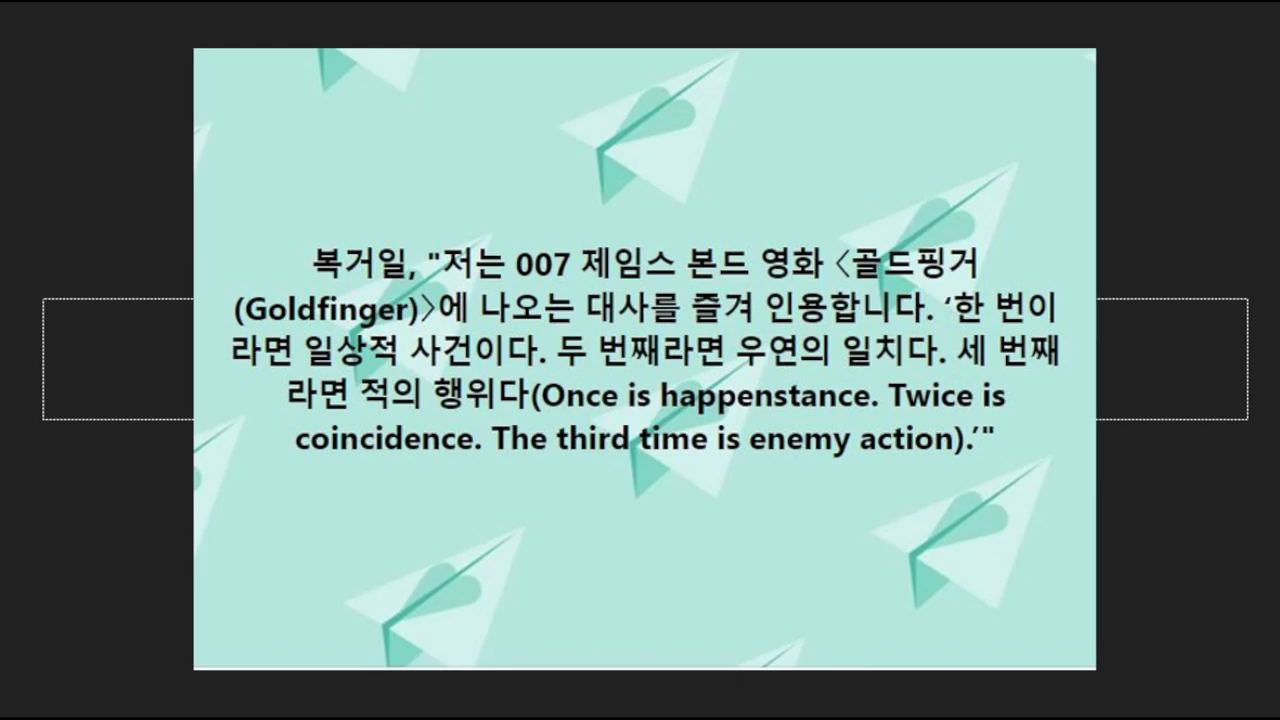 복거일, "저는 007 제임스 본드 영화 〈골드핑거
(Goldfinger)〉에 나오는 대사를 즐겨 인용합니다. ‘한 번이
라면 일상적 사건이다. 두 번째라면 우연의 일치다. 세 번째
라면 적의 행위다(Once is happenstance. Twice is
coincidence. The third time is enemy action).’"